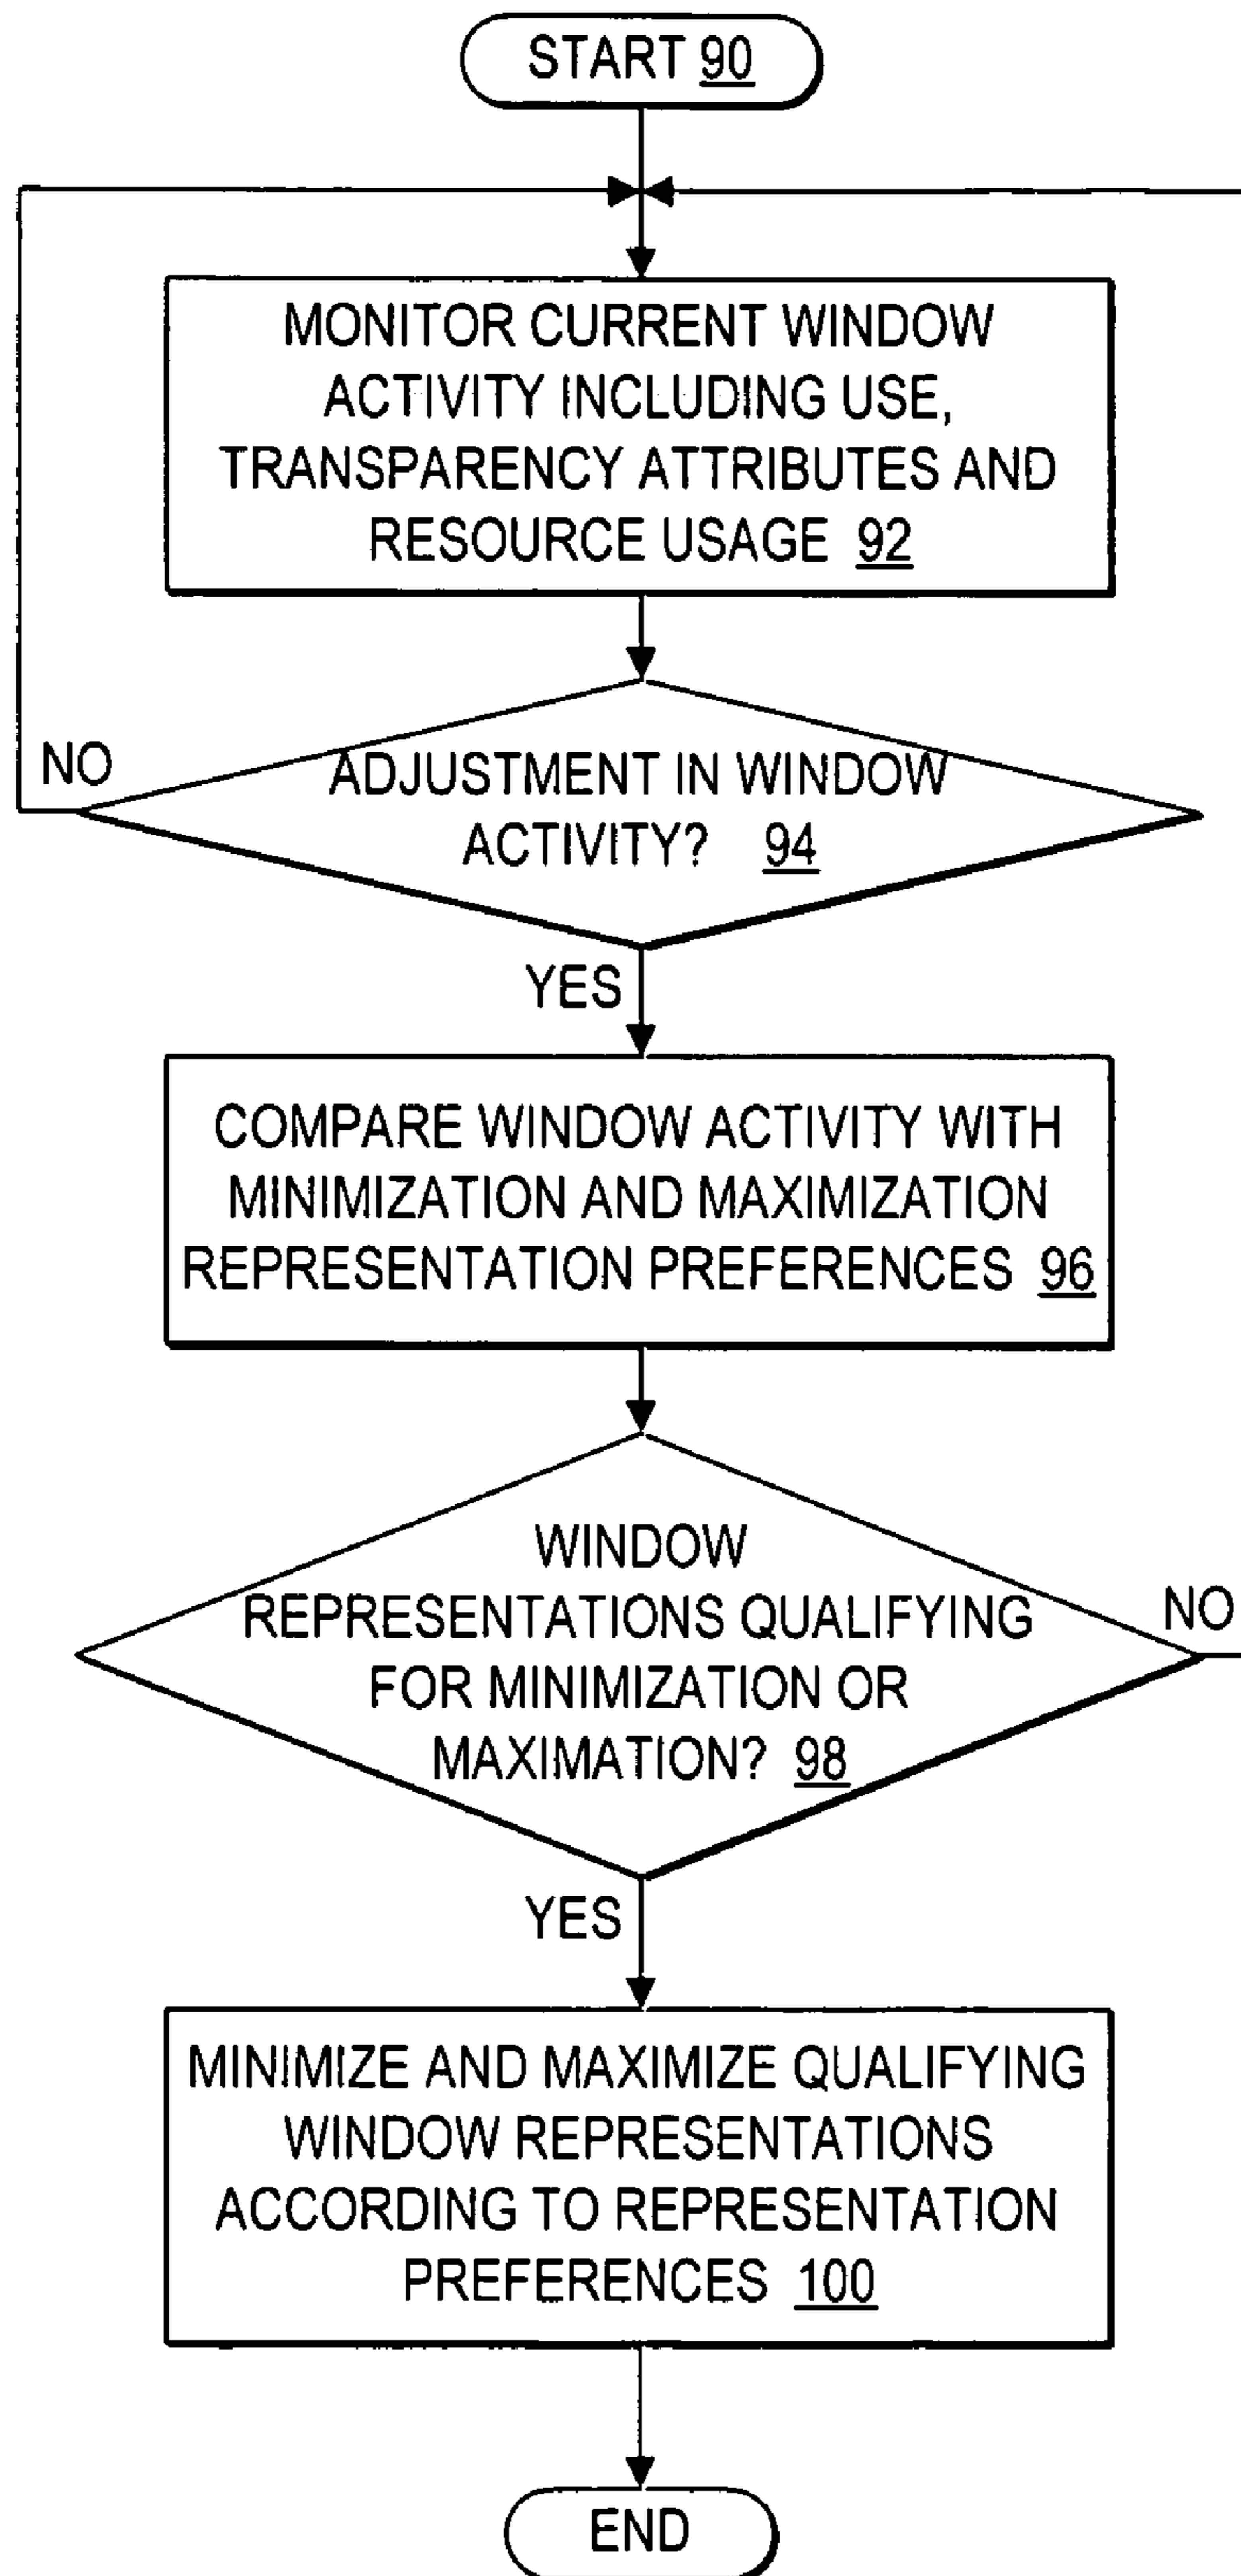 START 90
MONITOR CURRENT WINDOW
ACTIVITY INCLUDING USE,
TRANSPARENCY ATTRIBUTES AND
RESOURCE USAGE 92
NO
ADJUSTMENT IN WINDOW
ACTIVITY? 94
YES
COMPARE WINDOW ACTIVITY WITH
MINIMIZATION AND MAXIMIZATION
REPRESENTATION PREFERENCES 96
WINDOW
REPRESENTATIONS QUALIFYING
FOR MINIMIZATION OR
MAXIMATION? 98
NO
YES
MINIMIZE AND MAXIMIZE QUALIFYING
WINDOW REPRESENTATIONS
ACCORDING TO REPRESENTATION
PREFERENCES 100
END